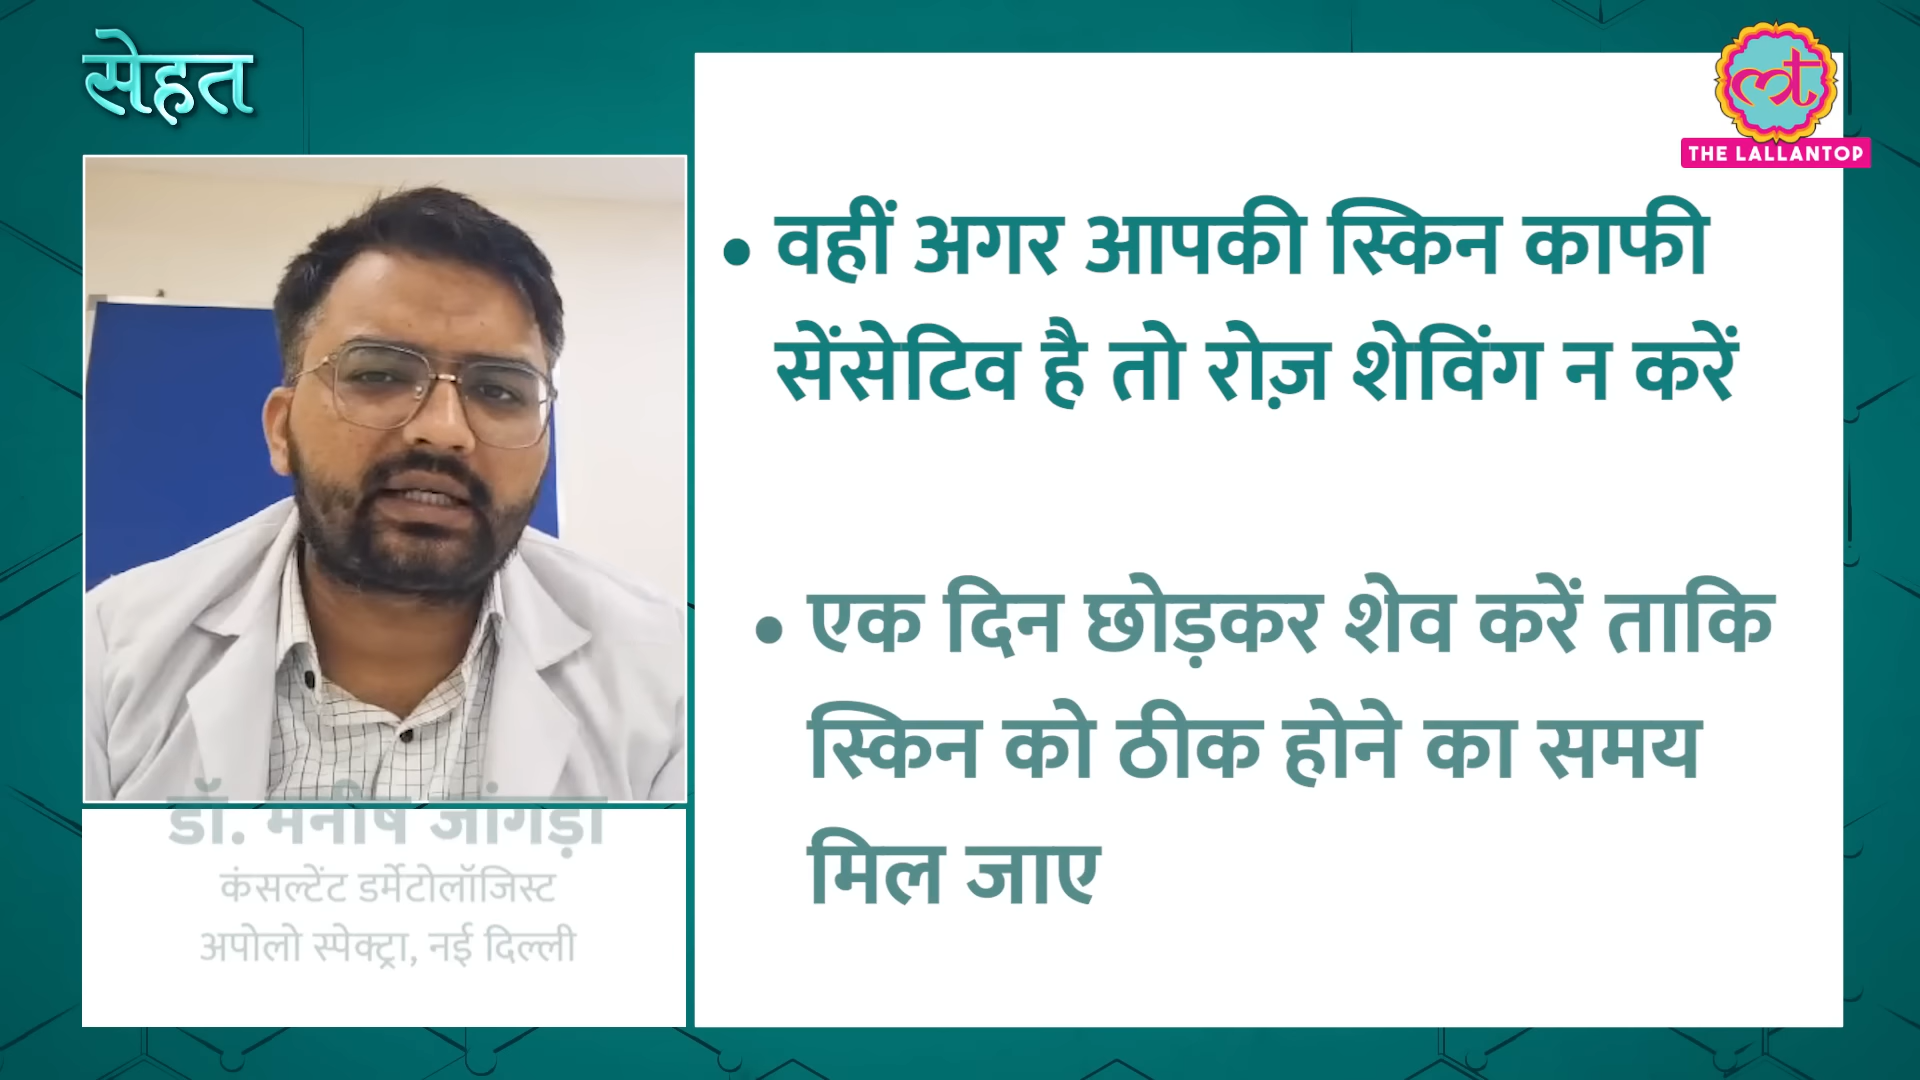 सेहत
THE LALLANTOP
• वहीं अगर आपकी स्किन काफी
सेंसेटिव है तो रोज़ शेविंग न करें
• एक दिन छोड़कर शेव करें ताकि
स्किन को ठीक होने का समय
मिल जाए
डॉ. मनीष जांगड़ा
कंसल्टेंट डर्मेटोलॉजिस्ट
अपोलो स्पेक्ट्रा, नई दिल्ली